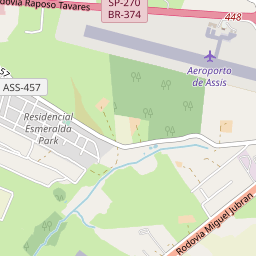 Rodovia Raposo Tavares
SP-270
BR-374
448
Aeroporto
de Assis
57
ASS-457
Residencial
Esmeralda
Park
Rodovia Miguel Jubran